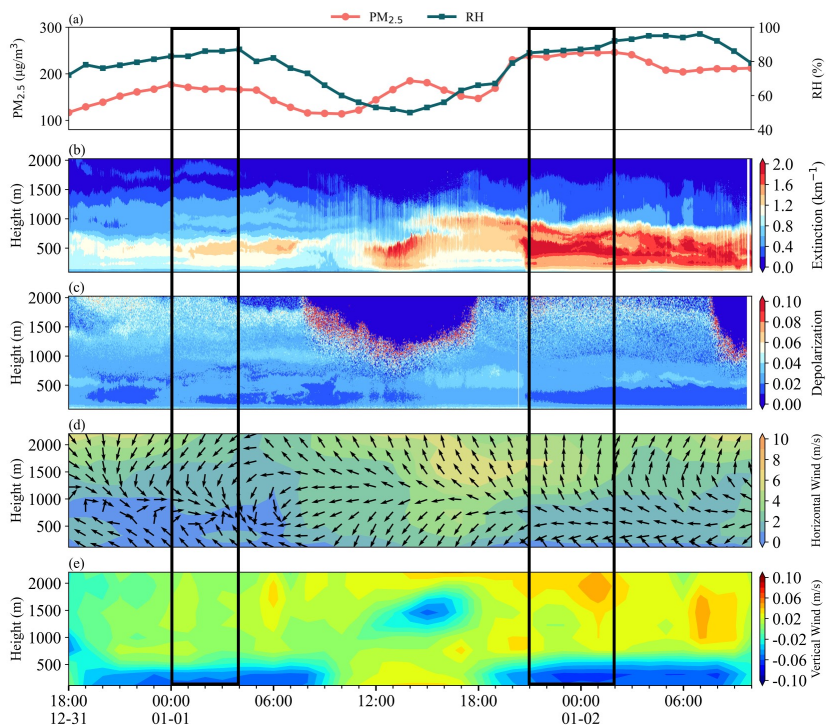 (a)
PM2.5 RH
PM2.5 (μg/m³)
300
200
100
100
80
60
40
RH (%)
(b)
Height (m)
2000
1500
1000
500
2.0
1.6
1.2
0.8
0.4
0.0
Extinction (km⁻¹)
(c)
Height (m)
2000
1500
1000
500
0.10
0.08
0.06
0.04
0.02
0.00
Depolarization
(d)
Height (m)
2000
1500
1000
500
10
8
6
4
2
0
Horizontal Wind (m/s)
(e)
Height (m)
2000
1500
1000
500
0.10
0.06
0.02
-0.02
-0.06
-0.10
Vertical Wind (m/s)
18:00 00:00 06:00 12:00 18:00 00:00 06:00
12-31 01-01 01-02